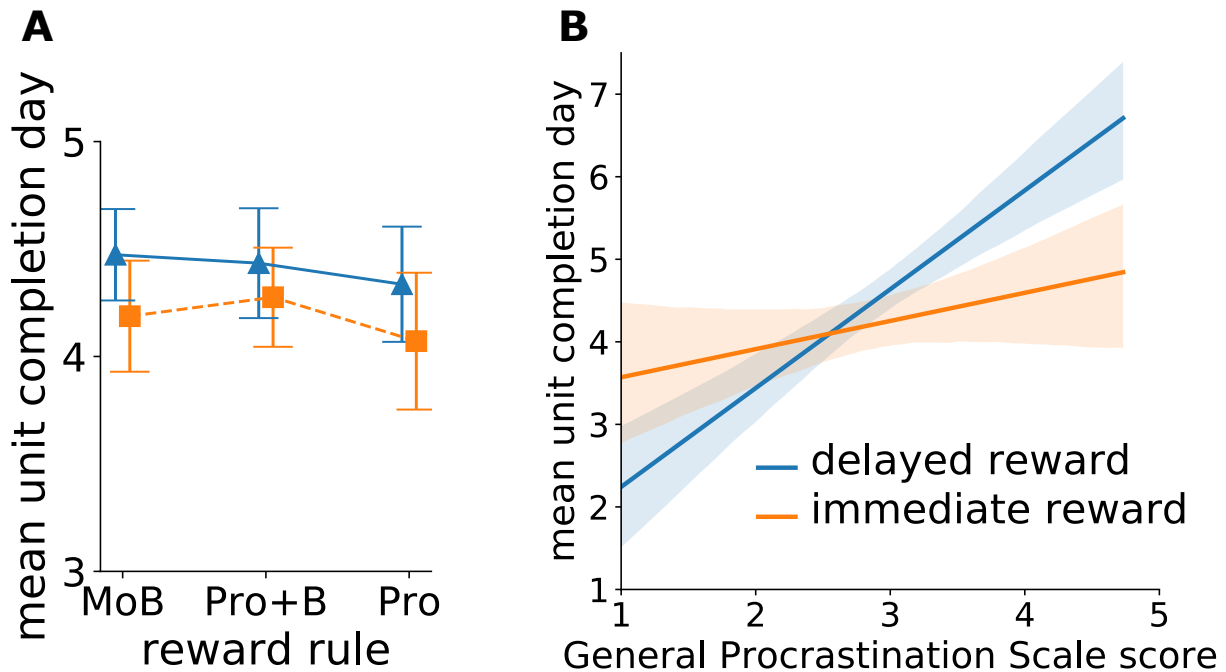 A
mean unit completion day
5
4
3
MoB Pro+B Pro
reward rule
B
mean unit completion day
7
6
5
4
3
2
1
delayed reward
immediate reward
1 2 3 4 5
General Procrastination Scale score